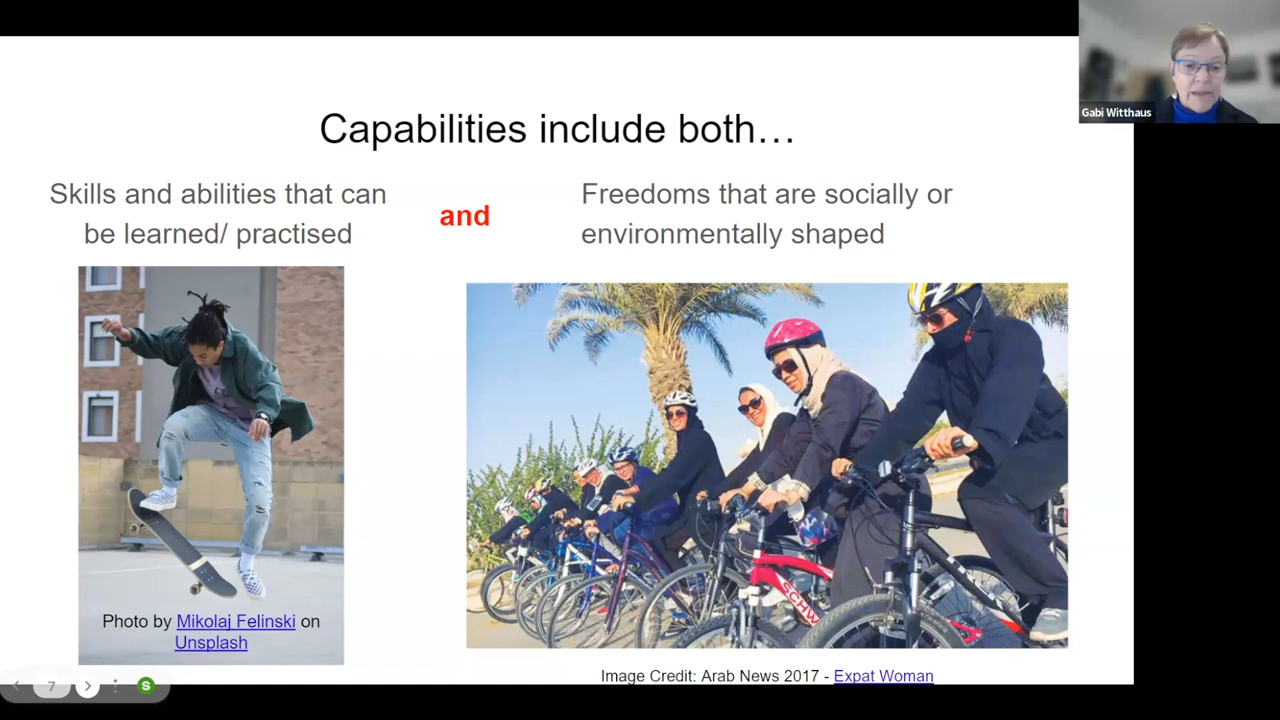 Gabi Witthaus
Capabilities include both…
Skills and abilities that can
be learned/ practised
and
Freedoms that are socially or
environmentally shaped
SCHW
Photo by Mikolaj Felinski on
Unsplash
Image Credit: Arab News 2017 - Expat Woman
7
S